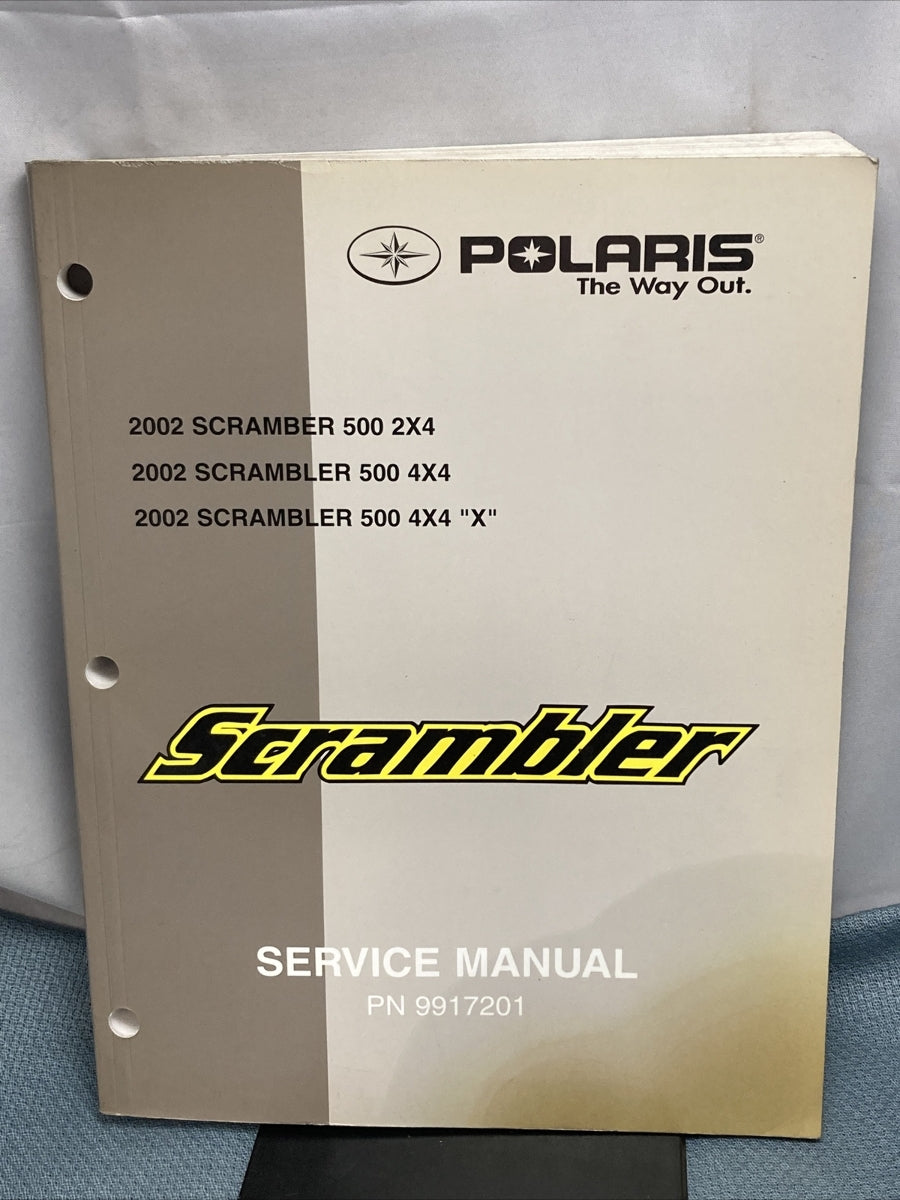 POLARIS®
The Way Out.
2002 SCRAMBER 500 2X4
2002 SCRAMBLER 500 4X4
2002 SCRAMBLER 500 4X4 "X"
Scrambler
SERVICE MANUAL
PN 9917201